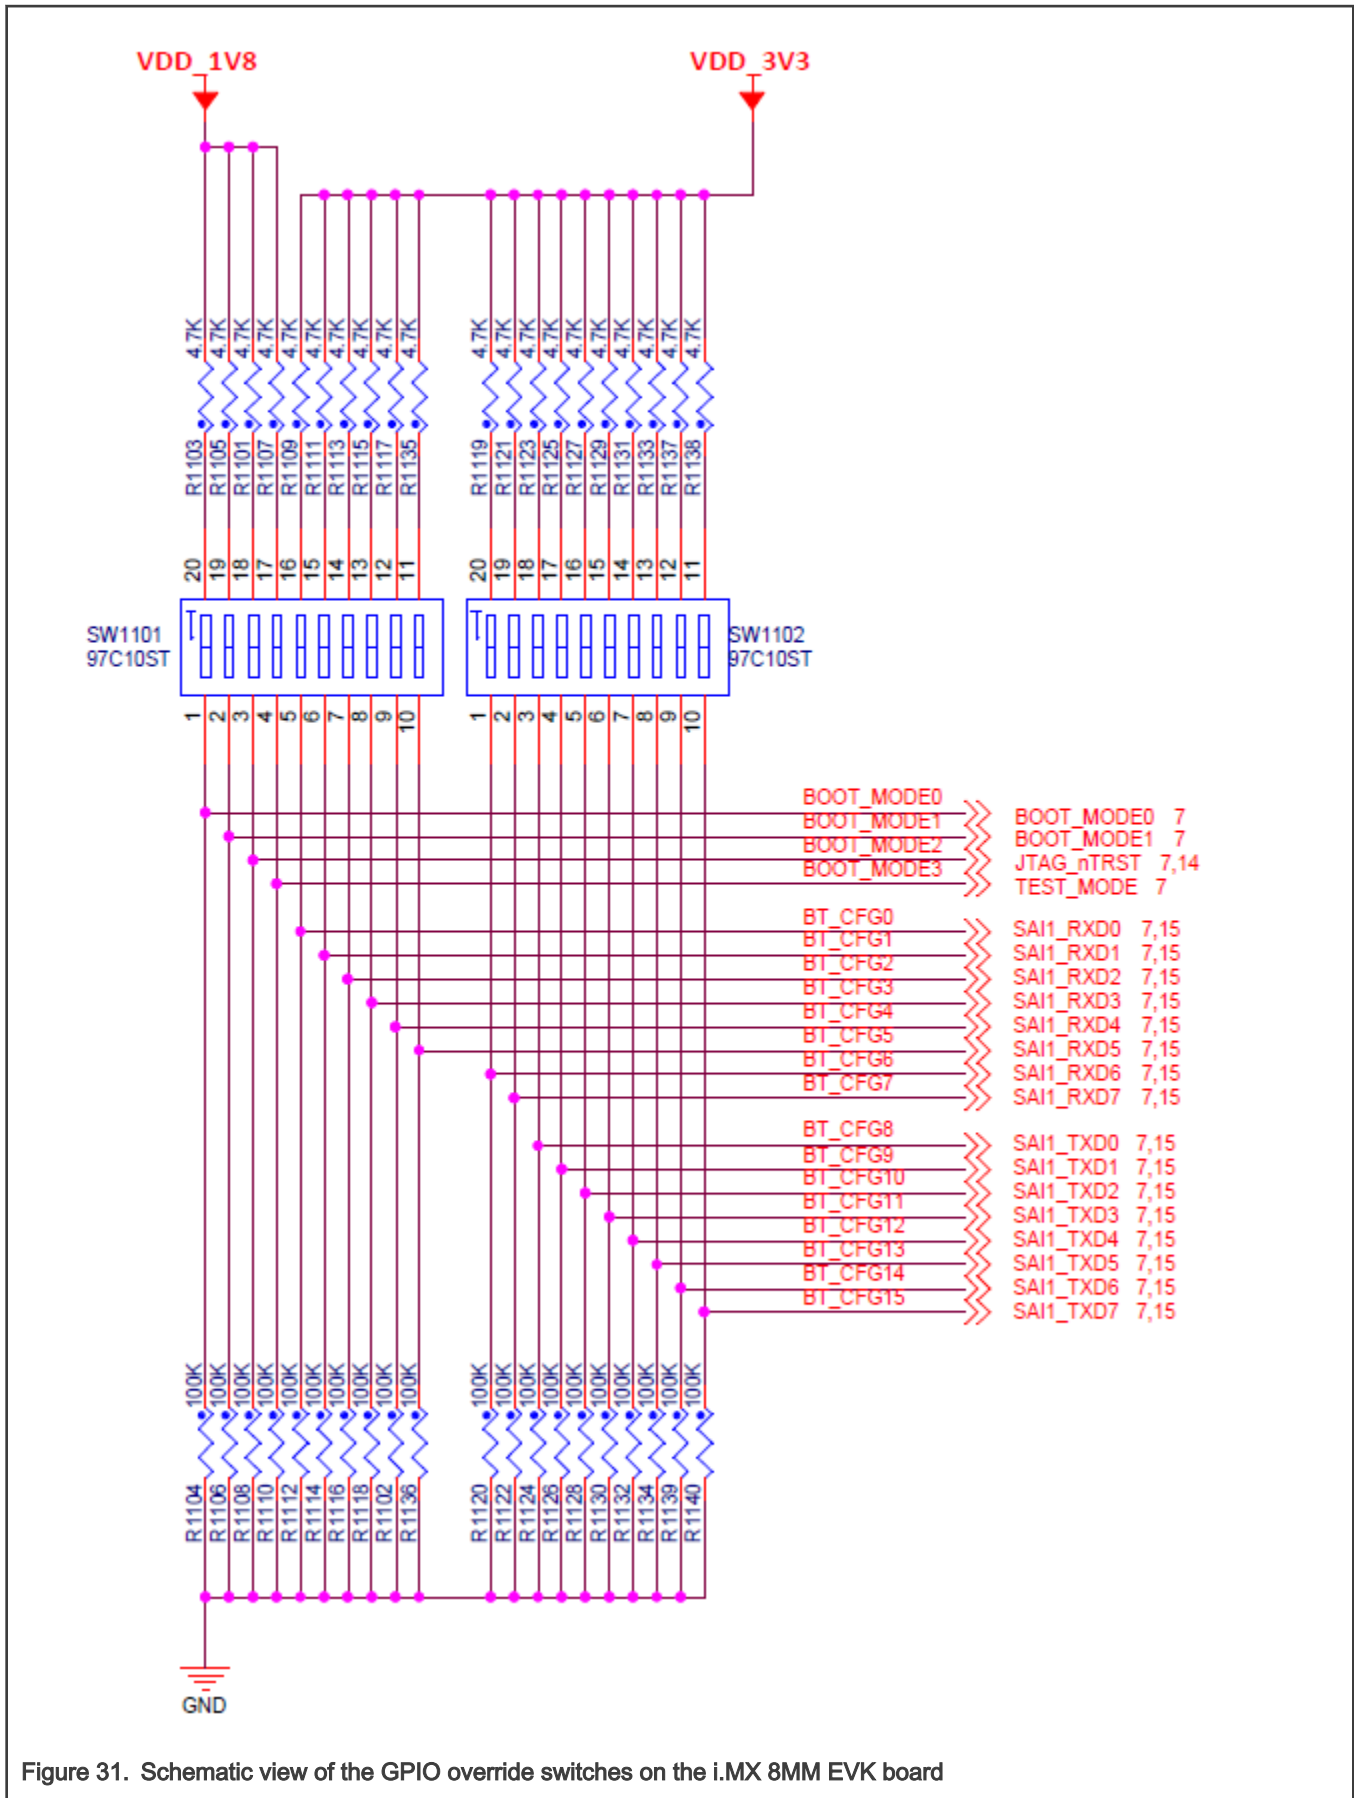 VDD_1V8 VDD_3V3
4.7K 4.7K 4.7K 4.7K 4.7K 4.7K 4.7K 4.7K 4.7K 4.7K 4.7K 4.7K 4.7K 4.7K 4.7K 4.7K 4.7K 4.7K 4.7K 4.7K
R1103 R1105 R1101 R1107 R1109 R1111 R1113 R1115 R1117 R1135 R1119 R1121 R1123 R1125 R1127 R1129 R1131 R1133 R1137 R1138
20 19 18 17 16 15 14 13 12 11 20 19 18 17 16 15 14 13 12 11
SW1101 SW1102
97C10ST 97C10ST
1 2 3 4 5 6 7 8 9 10 1 2 3 4 5 6 7 8 9 10
BOOT_MODE0 BOOT_MODE0 7
BOOT_MODE1 BOOT_MODE1 7
BOOT_MODE2 JTAG_nTRST 7,14
BOOT_MODE3 TEST_MODE 7
BT_CFG0 SAI1_RXD0 7,15
BT_CFG1 SAI1_RXD1 7,15
BT_CFG2 SAI1_RXD2 7,15
BT_CFG3 SAI1_RXD3 7,15
BT_CFG4 SAI1_RXD4 7,15
BT_CFG5 SAI1_RXD5 7,15
BT_CFG6 SAI1_RXD6 7,15
BT_CFG7 SAI1_RXD7 7,15
BT_CFG8 SAI1_TXD0 7,15
BT_CFG9 SAI1_TXD1 7,15
BT_CFG10 SAI1_TXD2 7,15
BT_CFG11 SAI1_TXD3 7,15
BT_CFG12 SAI1_TXD4 7,15
BT_CFG13 SAI1_TXD5 7,15
BT_CFG14 SAI1_TXD6 7,15
BT_CFG15 SAI1_TXD7 7,15
100K 100K 100K 100K 100K 100K 100K 100K 100K 100K 100K 100K 100K 100K 100K 100K 100K 100K 100K 100K
R1104 R1106 R1108 R1110 R1112 R1114 R1116 R1118 R1102 R1136 R1120 R1122 R1124 R1126 R1128 R1130 R1132 R1134 R1139 R1140
GND
Figure 31. Schematic view of the GPIO override switches on the i.MX 8MM EVK board